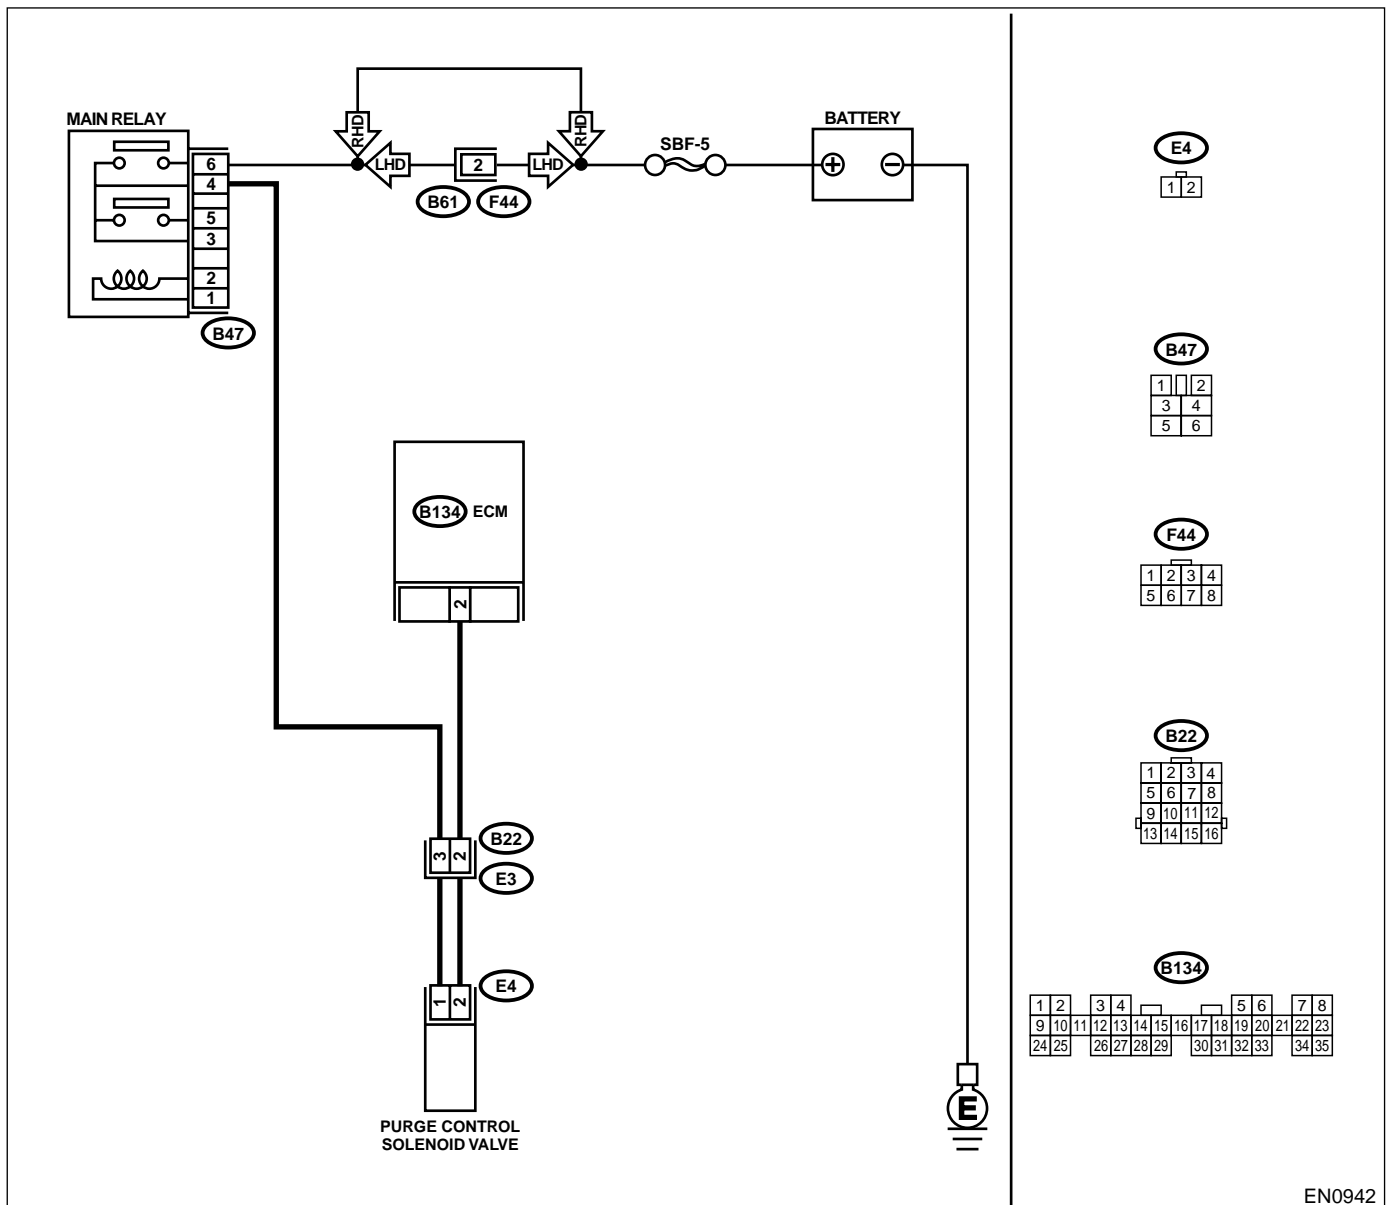 MAIN RELAY
6
4
5
3
2
1
B47
RHD
LHD
2
B61
F44
LHD
RHD
SBF-5
BATTERY
+
−
B134
ECM
2
3 2
B22
E3
1 2
E4
PURGE CONTROL
SOLENOID VALVE
E
E4
1 2
B47
1 2
3 4
5 6
F44
1 2 3 4
5 6 7 8
B22
1 2 3 4
5 6 7 8
9 10 11 12
13 14 15 16
B134
1 2 3 4 5 6 7 8
9 10 11 12 13 14 15 16 17 18 19 20 21 22 23
24 25 26 27 28 29 30 31 32 33 34 35
EN0942